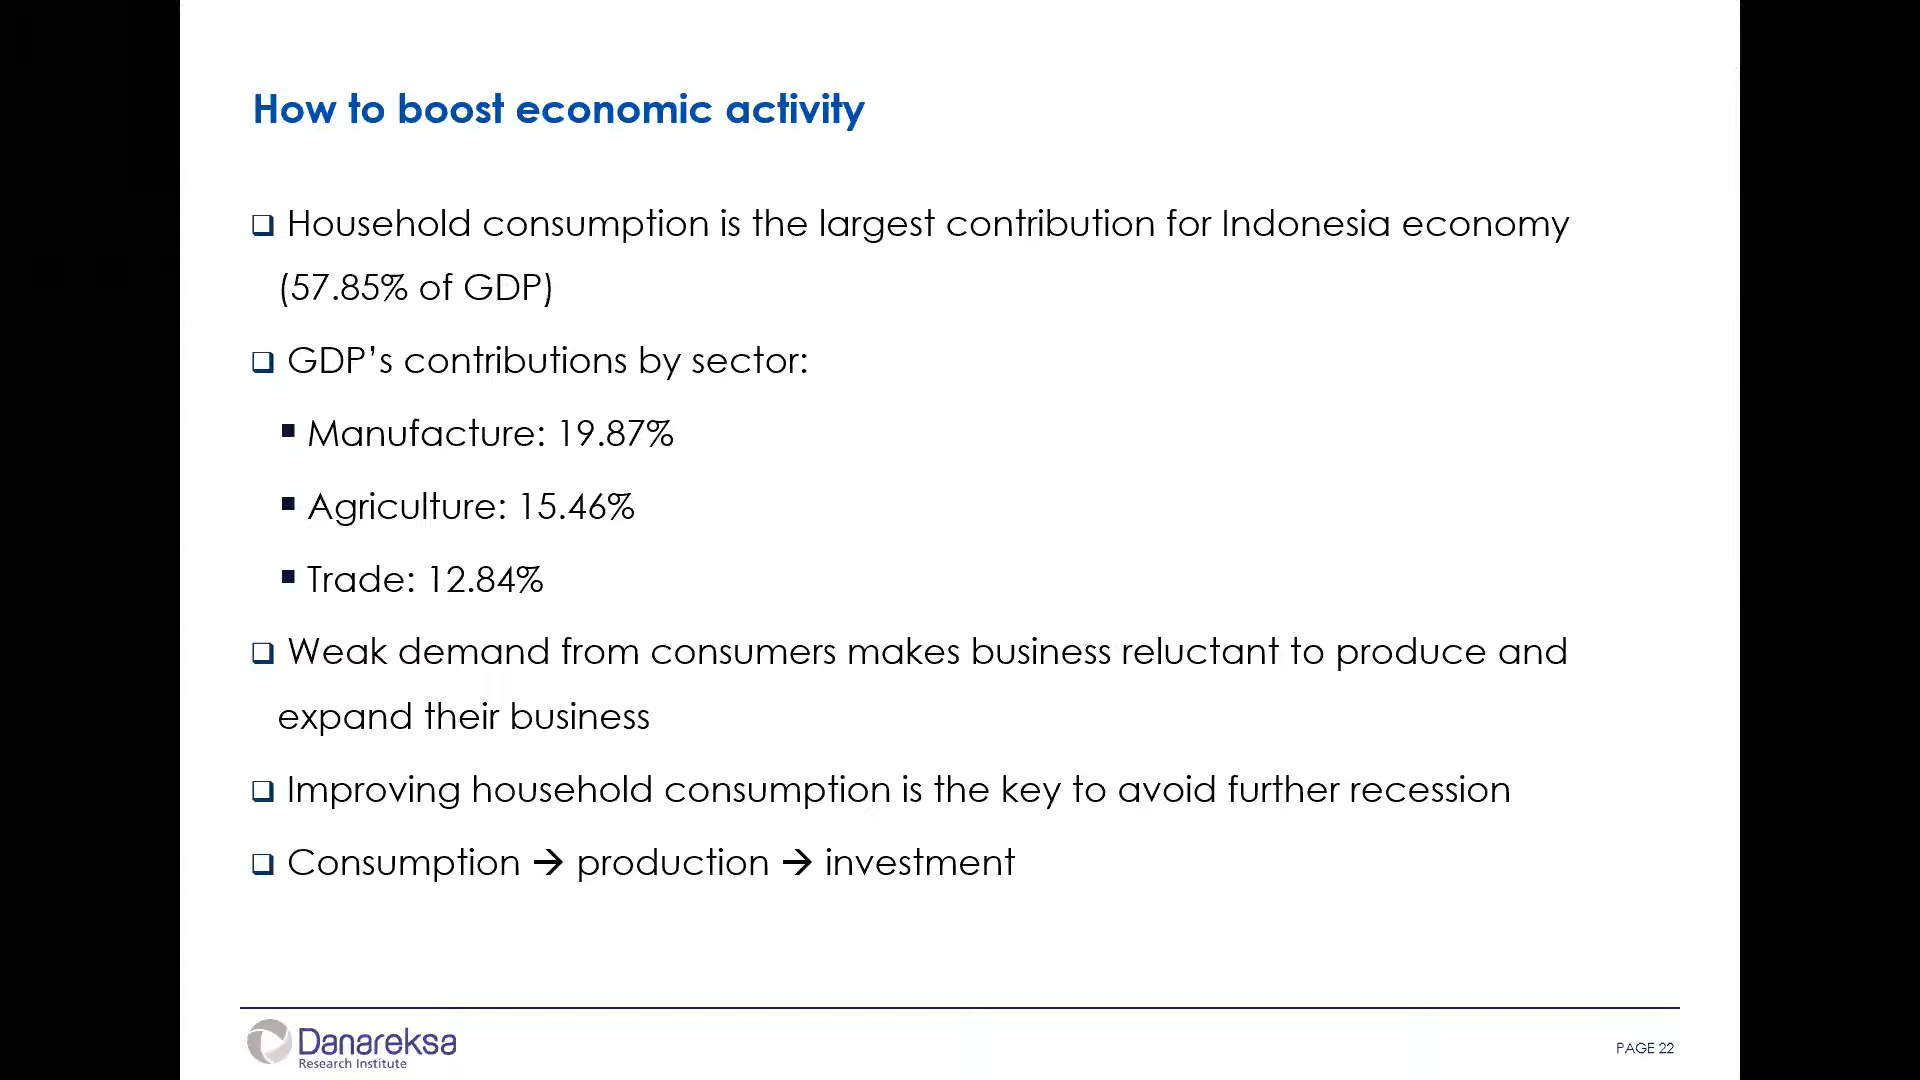 How to boost economic activity
❑ Household consumption is the largest contribution for Indonesia economy
(57.85% of GDP)
❑ GDP’s contributions by sector:
▪ Manufacture: 19.87%
▪ Agriculture: 15.46%
▪ Trade: 12.84%
❑ Weak demand from consumers makes business reluctant to produce and
expand their business
❑ Improving household consumption is the key to avoid further recession
❑ Consumption → production → investment
Danareksa
Research Institute
PAGE 22